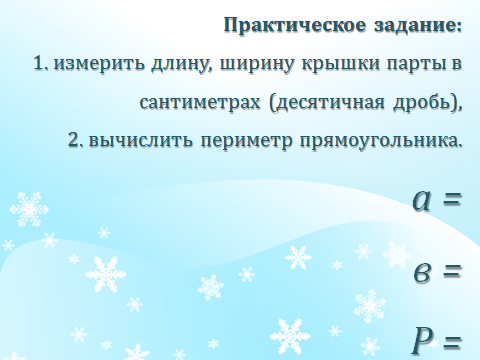 Практическое задание:
1. измерить длину, ширину крышки парты в
сантиметрах (десятичная дробь),
2. вычислить периметр прямоугольника.
а =
в =
Р =